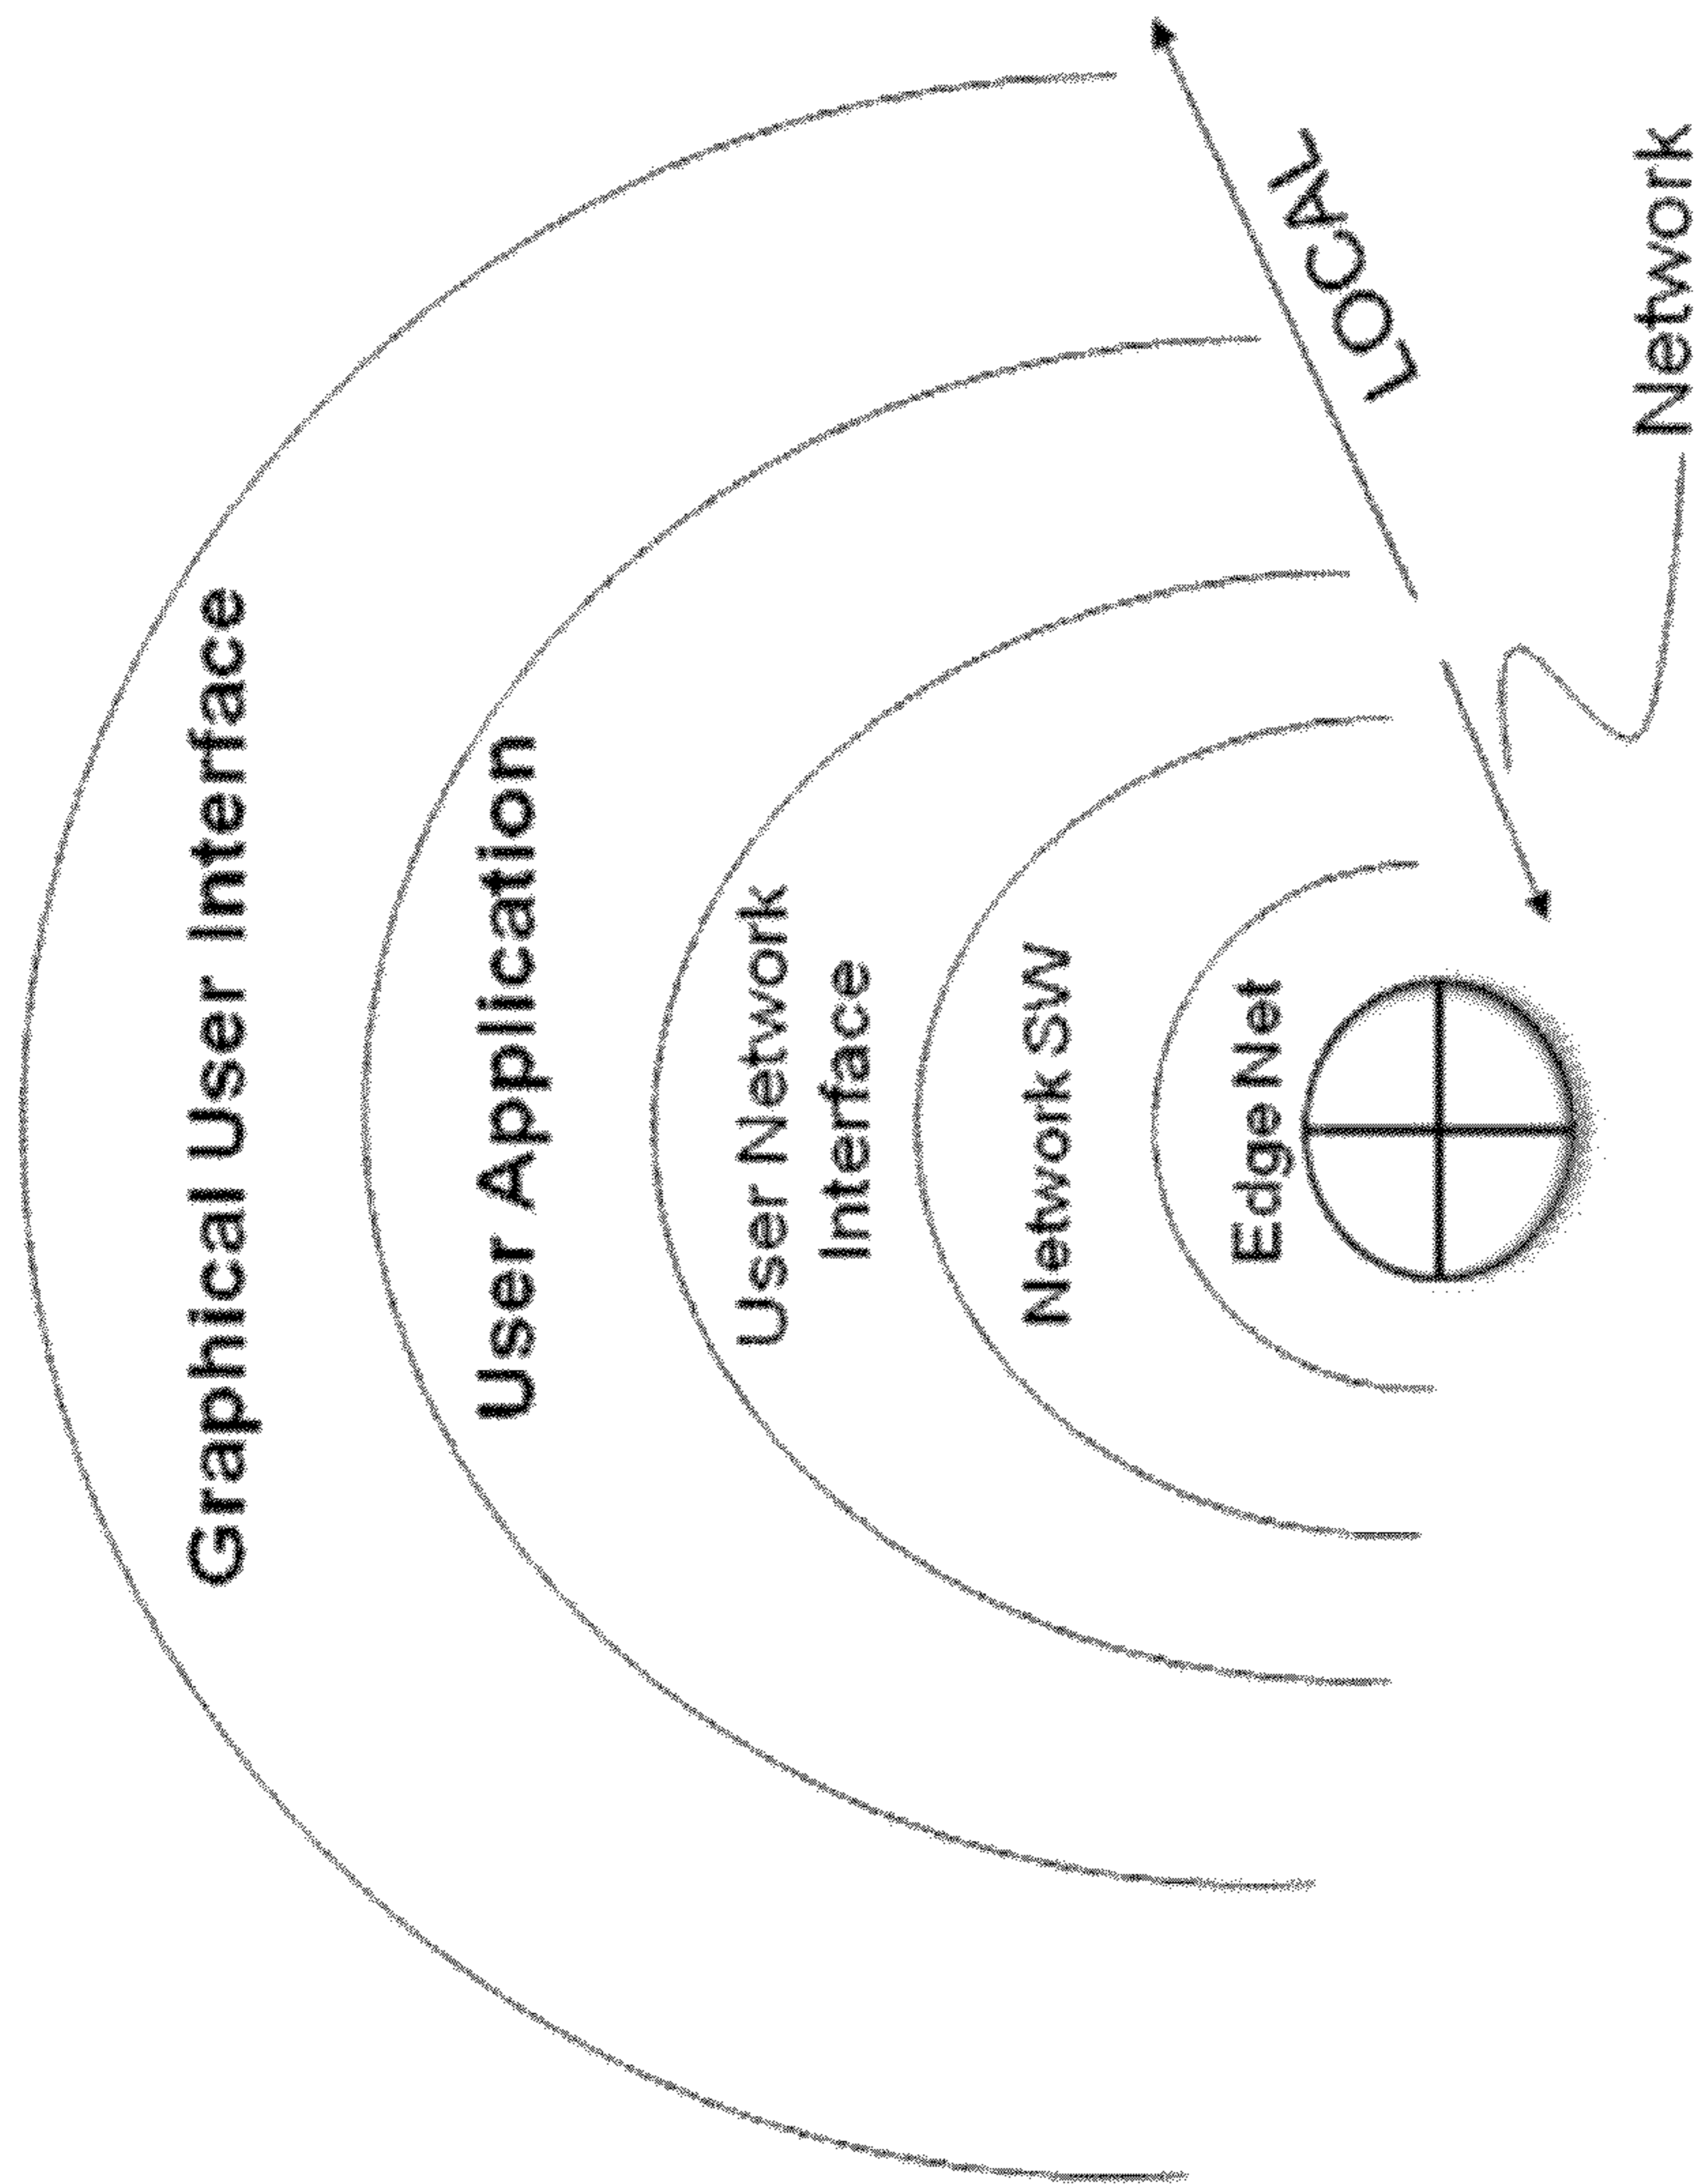 Graphical User Interface
User Application
User Network
Interface
Network SW
Edge Net
LOCAL
Network